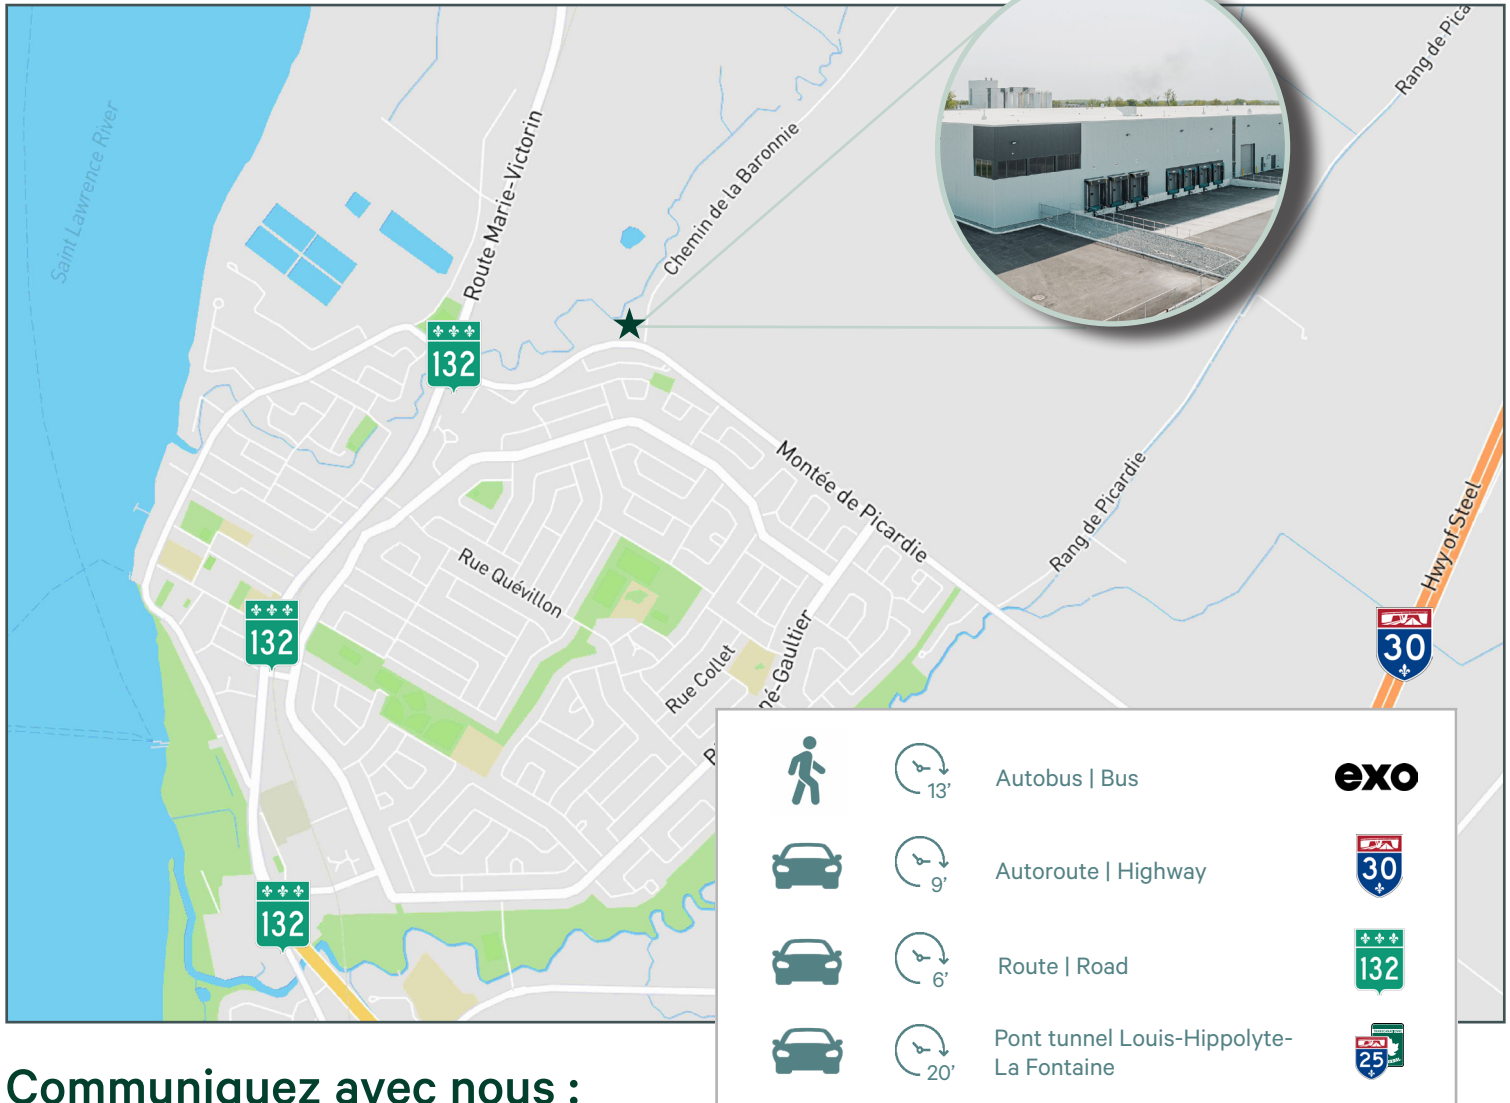 Saint Lawrence River
Route Marie-Victorin
Chemin de la Baronnie
Rang de Pica
132
Montée de Picardie
Rang de Picardie
Hwy of Steel
Rue Quévillon
132
30
Rue Collet
né-Gaultier
132
13’
Autobus | Bus
exo
9’
Autoroute | Highway
30
6’
Route | Road
132
20’
Pont tunnel Louis-Hippolyte-
La Fontaine
25
Communiquez avec nous :